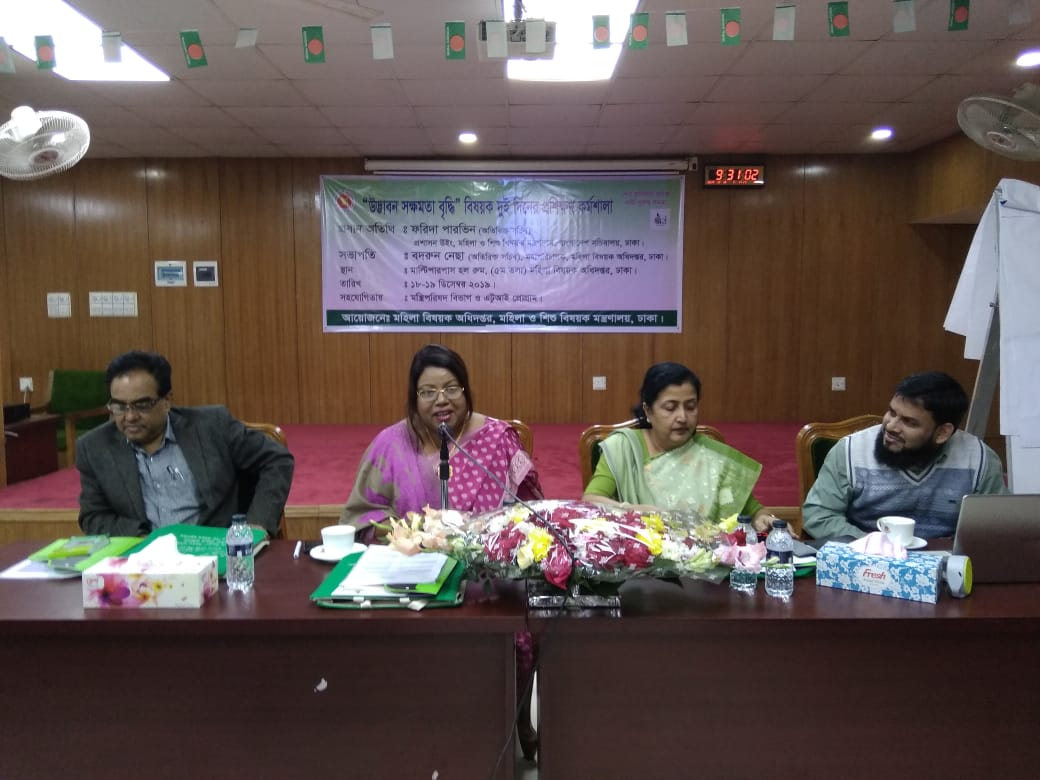 9:31:02
“উদ্ভাবন সক্ষমতা বৃদ্ধি” বিষয়ক দুই দিনের প্রশিক্ষণ কর্মশালা
প্রধান অতিথি : ফরিদা পারভিন (অতিরিক্ত সচিব)
প্রশাসন উইং, মহিলা ও শিশু বিষয়ক মন্ত্রণালয়, বাংলাদেশ সচিবালয়, ঢাকা।
সভাপতি : বদরুন নেছা (অতিরিক্ত সচিব), মহাপরিচালক, মহিলা বিষয়ক অধিদপ্তর, ঢাকা।
স্থান : মাল্টিপারপাস হল রুম, (৫ম তলা) মহিলা বিষয়ক অধিদপ্তর, ঢাকা।
তারিখ : ১৮-১৯ ডিসেম্বর ২০১৯।
সহযোগিতায় : মন্ত্রিপরিষদ বিভাগ ও এটুআই প্রোগ্রাম।
আয়োজনেঃ মহিলা বিষয়ক অধিদপ্তর, মহিলা ও শিশু বিষয়ক মন্ত্রণালয়, ঢাকা।
Fresh